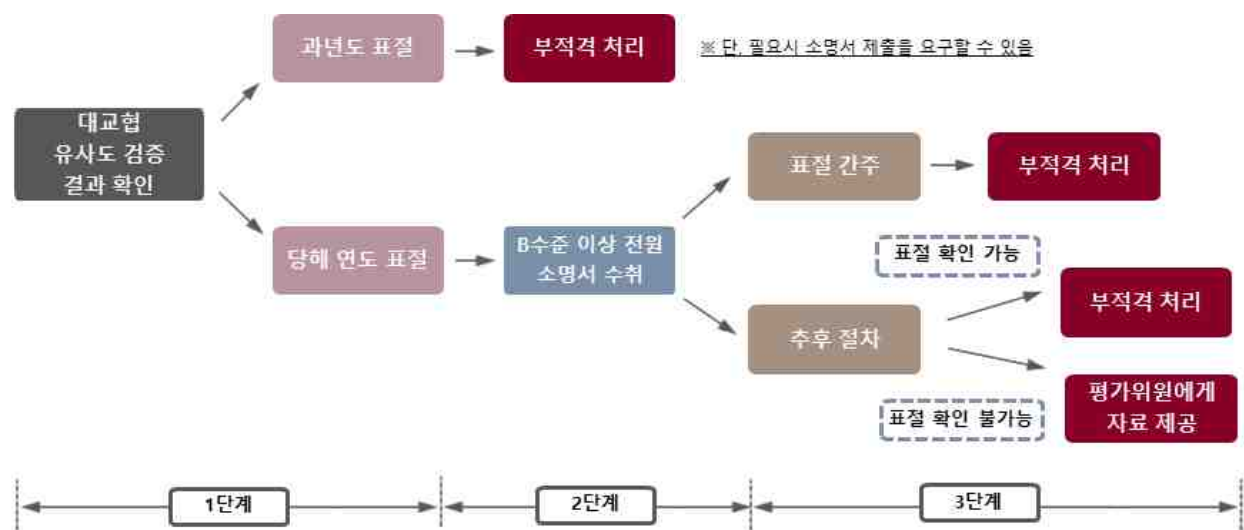 과년도 표절
부적격 처리
※ 단, 필요시 소명서 제출을 요구할 수 있음
대교협
유사도 검증
결과 확인
표절 간주
부적격 처리
당해 연도 표절
B수준 이상 전원
소명서 수취
표절 확인 가능
부적격 처리
추후 절차
표절 확인 불가능
평가위원에게
자료 제공
1단계
2단계
3단계